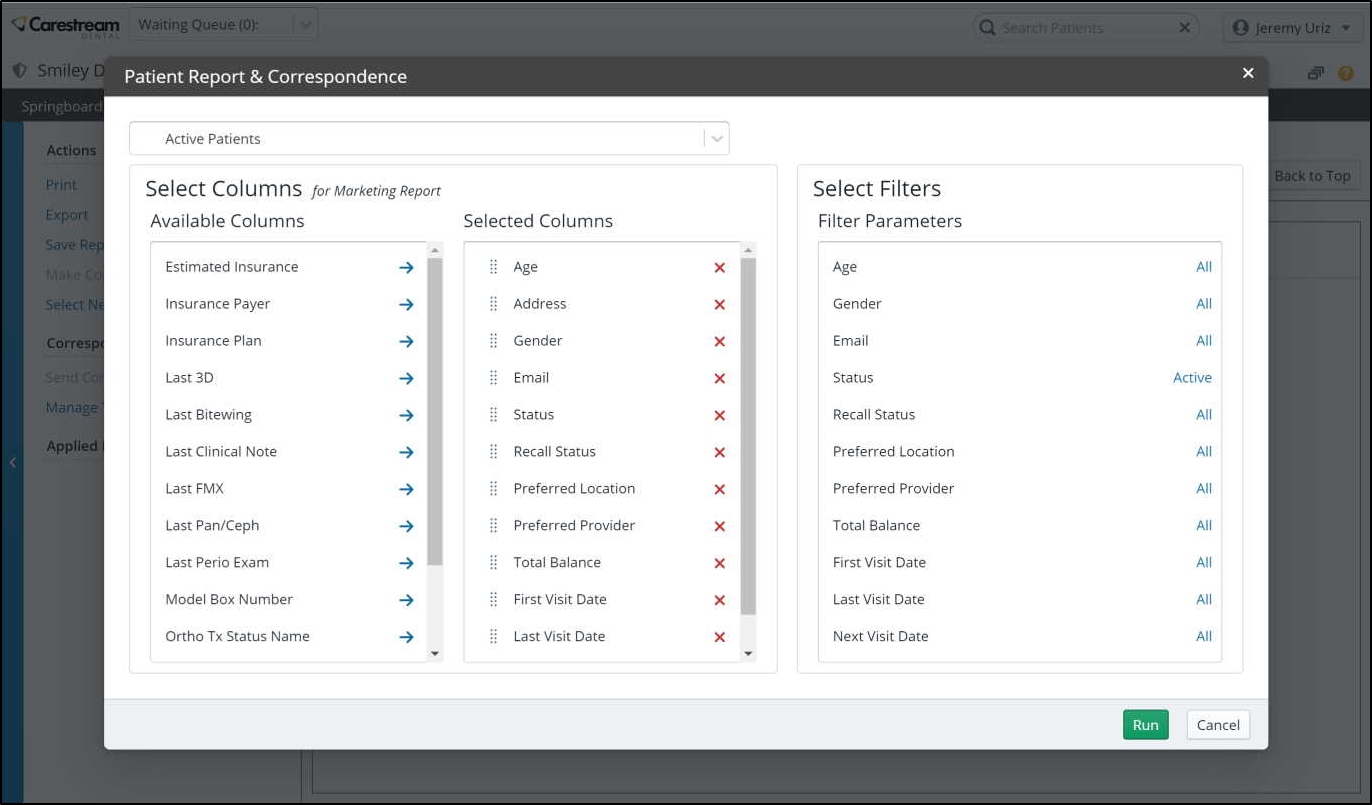 Carestream
DENTAL
Waiting Queue (0):
Search Patients
Jeremy Uriz
Smiley D
Springboard
Patient Report & Correspondence
Actions
Print
Export
Save Rep
Make Co
Select Ne
Corresp
Send Co
Manage
Applied
Back to Top
Active Patients
Select Columns for Marketing Report
Available Columns
Estimated Insurance
Insurance Payer
Insurance Plan
Last 3D
Last Bitewing
Last Clinical Note
Last FMX
Last Pan/Ceph
Last Perio Exam
Model Box Number
Ortho Tx Status Name
Selected Columns
Age
Address
Gender
Email
Status
Recall Status
Preferred Location
Preferred Provider
Total Balance
First Visit Date
Last Visit Date
Select Filters
Filter Parameters
Age All
Gender All
Email All
Status Active
Recall Status All
Preferred Location All
Preferred Provider All
Total Balance All
First Visit Date All
Last Visit Date All
Next Visit Date All
Run
Cancel